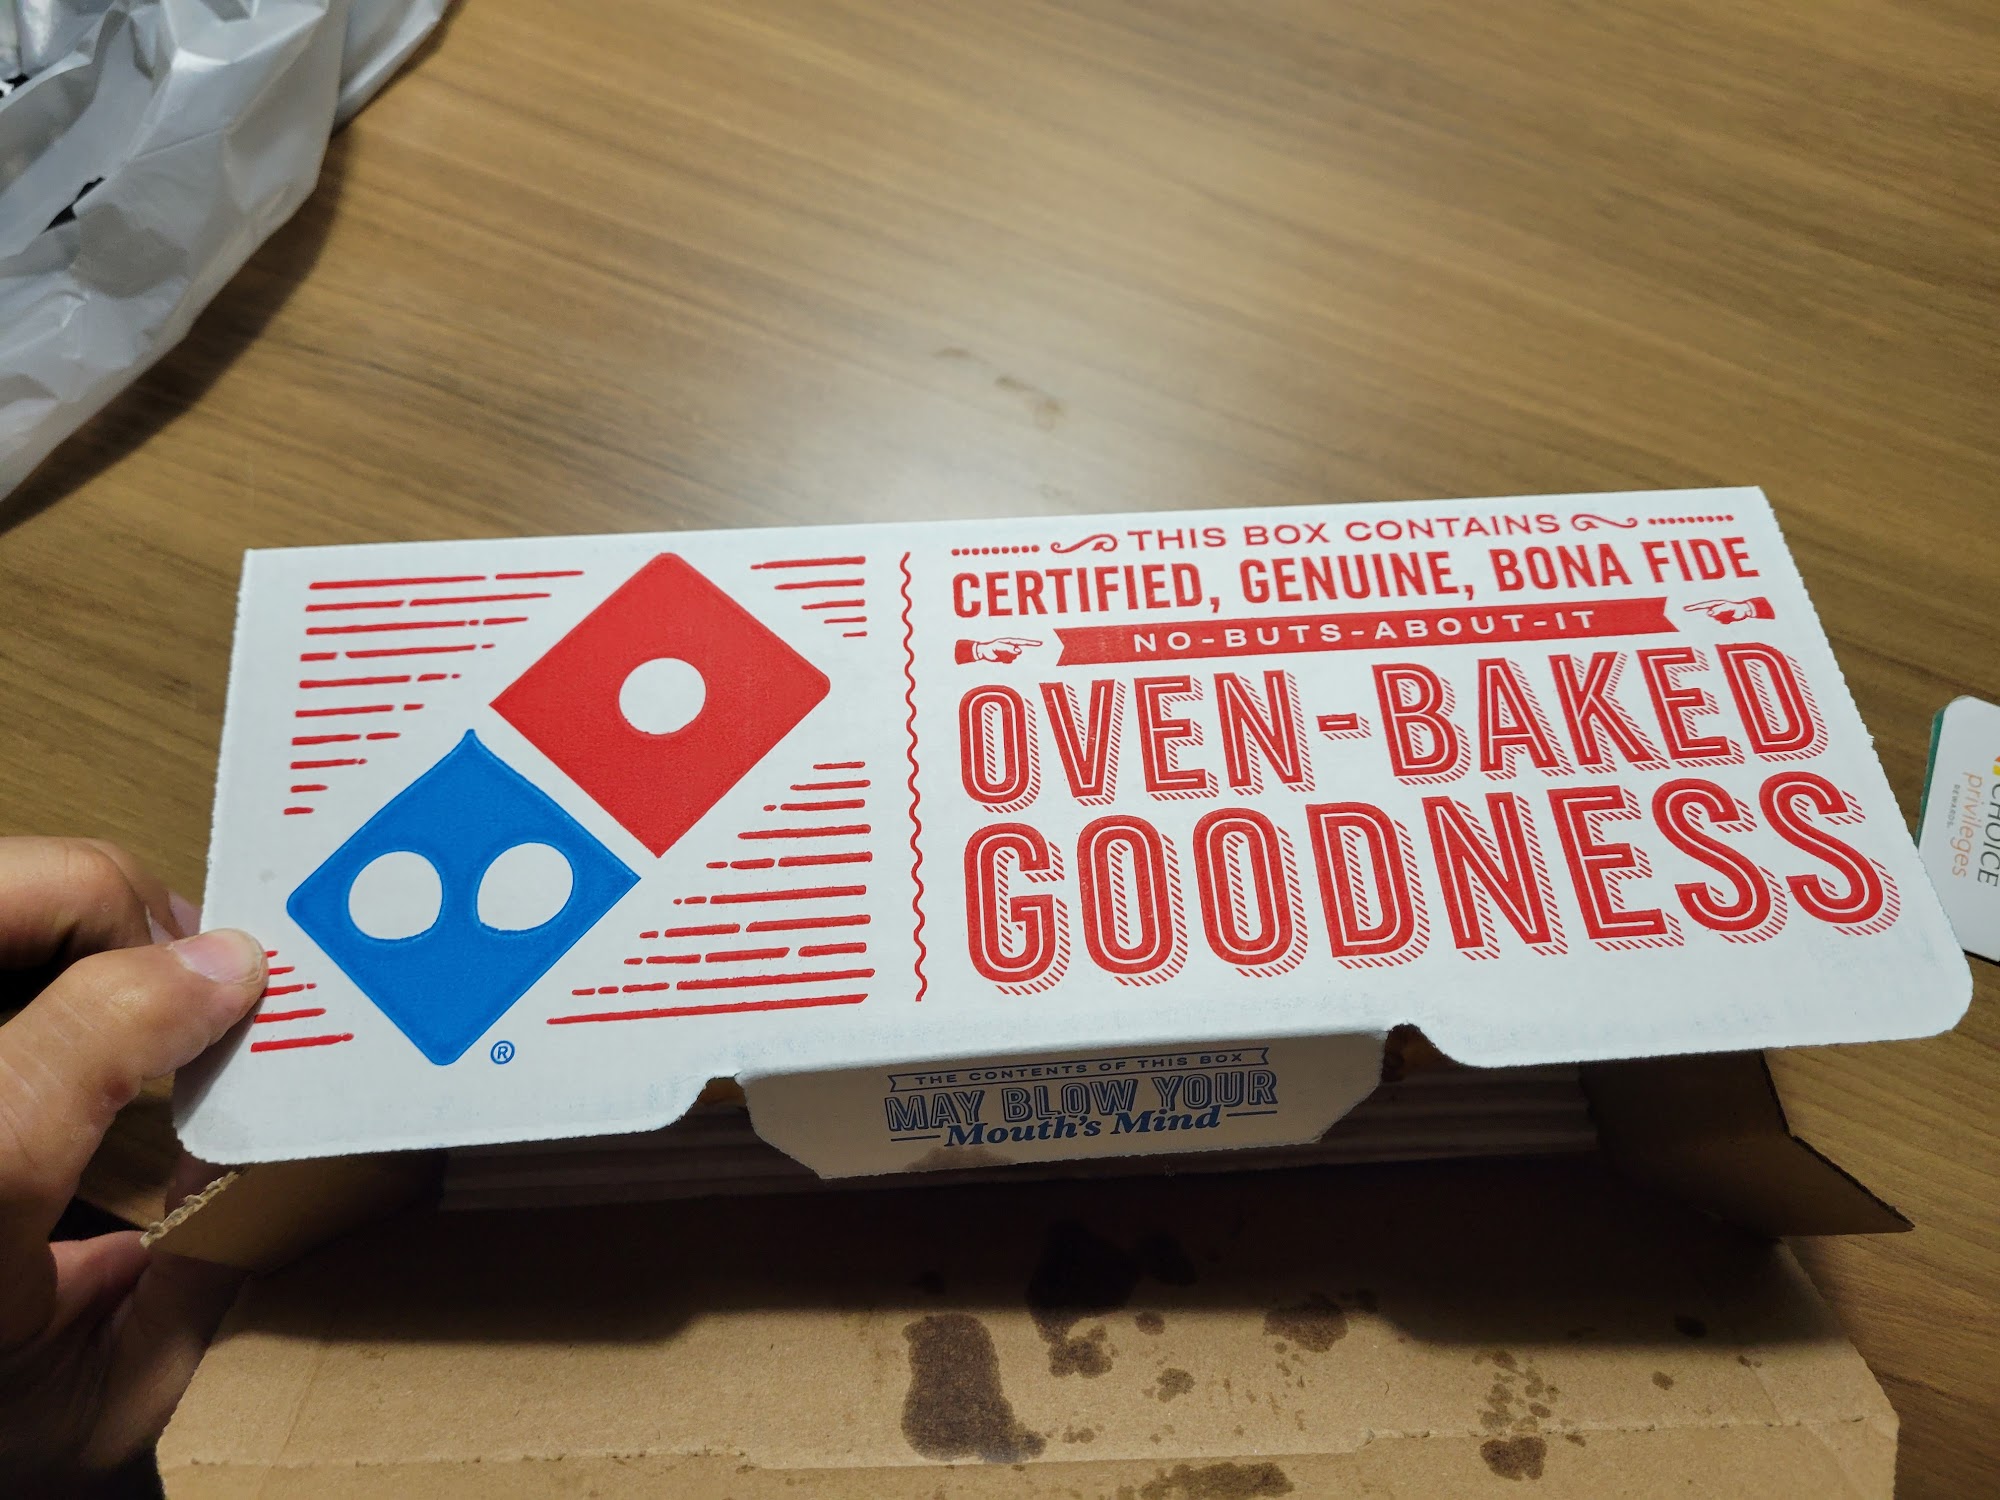 THIS BOX CONTAINS
CERTIFIED, GENUINE, BONA FIDE
NO-BUTS-ABOUT-IT
OVEN-BAKED
GOODNESS
®
THE CONTENTS OF THIS BOX
MAY BLOW YOUR
Mouth's Mind
CHOICE
privileges
REWARDS